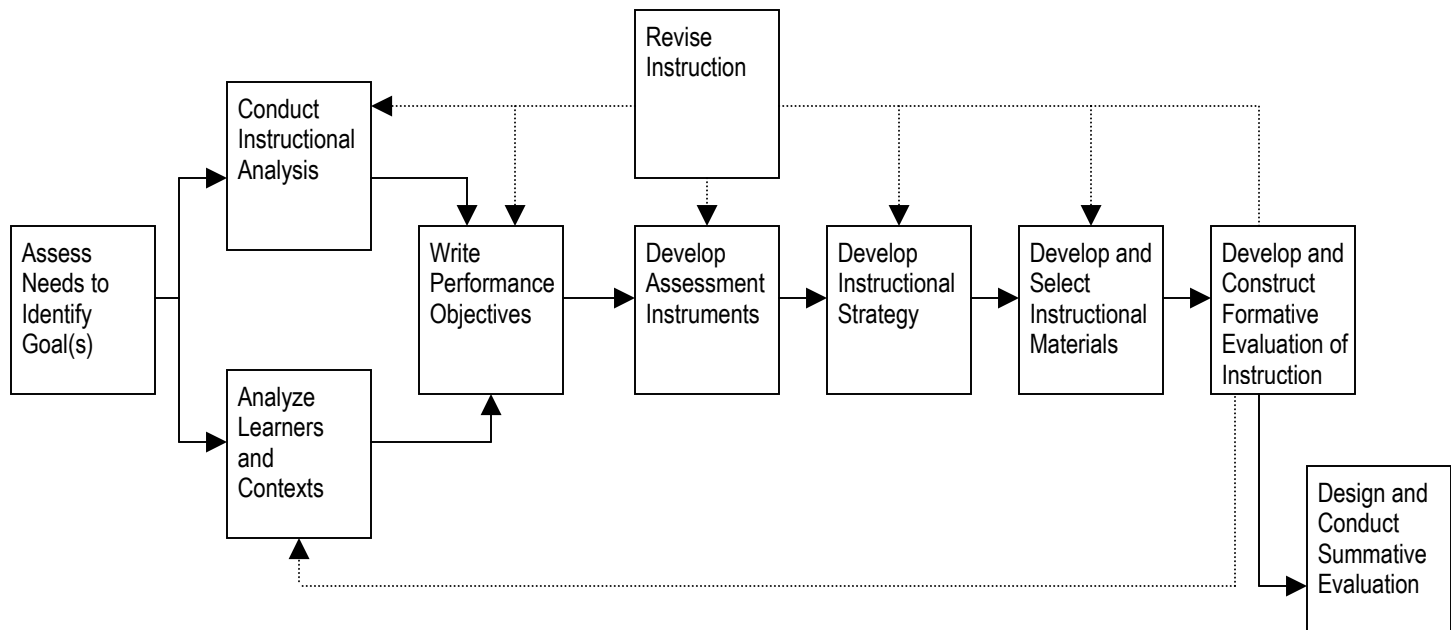 Revise
Instruction
Conduct
Instructional
Analysis
Assess
Needs to
Identify
Goal(s)
Write
Performance
Objectives
Develop
Assessment
Instruments
Develop
Instructional
Strategy
Develop and
Select
Instructional
Materials
Develop and
Construct
Formative
Evaluation of
Instruction
Analyze
Learners
and
Contexts
Design and
Conduct
Summative
Evaluation